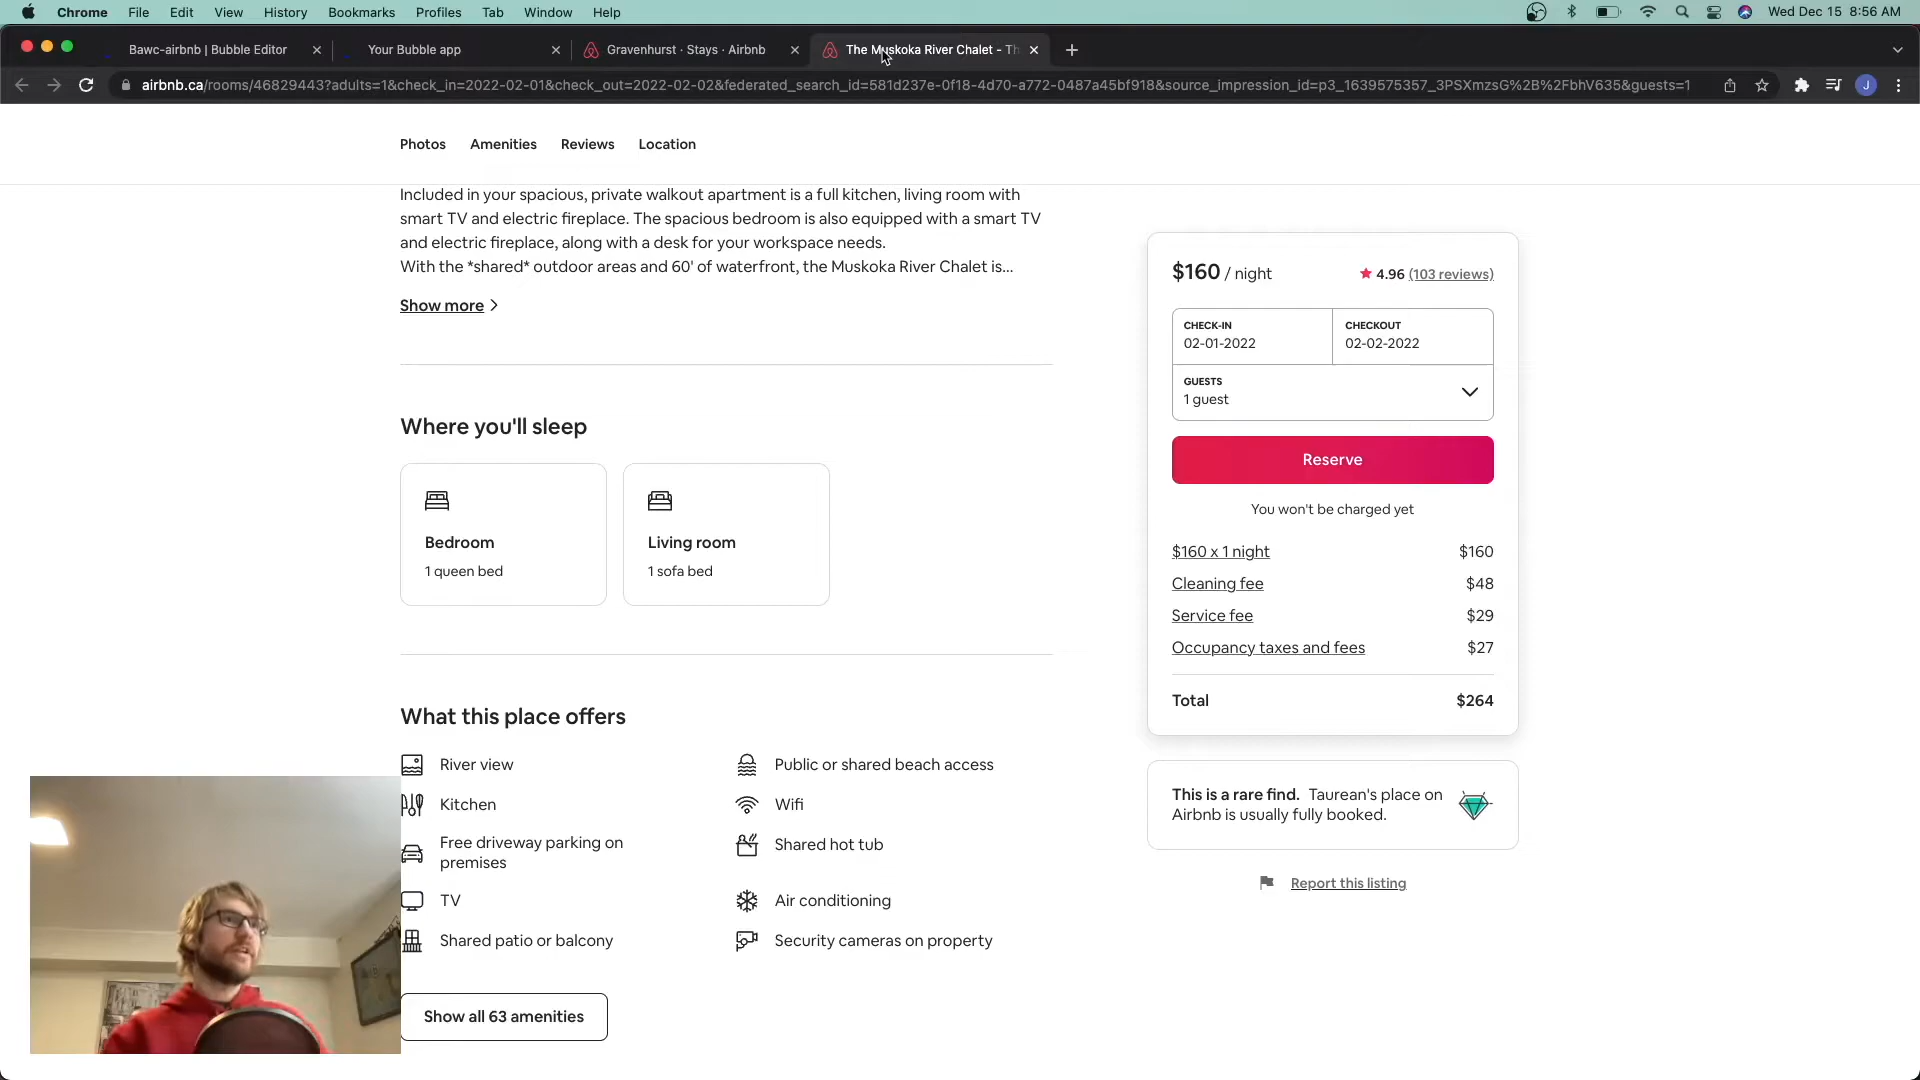 Chrome File Edit View History Bookmarks Profiles Tab Window Help Wed Dec 15 8:56 AM
Bawc-airbnb | Bubble Editor Your Bubble app Gravenhurst · Stays · Airbnb The Muskoka River Chalet - Th
airbnb.ca/rooms/46829443?adults=1&check_in=2022-02-01&check_out=2022-02-02&federated_search_id=581d237e-0f18-4d70-a772-0487a45bf918&source_impression_id=p3_1639575357_3PSXmzsG%2B%2FbhV635&guests=1 J
Photos Amenities Reviews Location
Included in your spacious, private walkout apartment is a full kitchen, living room with
smart TV and electric fireplace. The spacious bedroom is also equipped with a smart TV
and electric fireplace, along with a desk for your workspace needs.
With the *shared* outdoor areas and 60' of waterfront, the Muskoka River Chalet is...
Show more
Where you'll sleep
Bedroom
1 queen bed
Living room
1 sofa bed
What this place offers
River view
Public or shared beach access
Kitchen
Wifi
Free driveway parking on
premises
Shared hot tub
TV
Air conditioning
Shared patio or balcony
Security cameras on property
Show all 63 amenities
$160 / night 4.96 (103 reviews)
CHECK-IN
02-01-2022
CHECKOUT
02-02-2022
GUESTS
1 guest
Reserve
You won't be charged yet
$160 x 1 night $160
Cleaning fee $48
Service fee $29
Occupancy taxes and fees $27
Total $264
This is a rare find. Taurean's place on
Airbnb is usually fully booked.
Report this listing